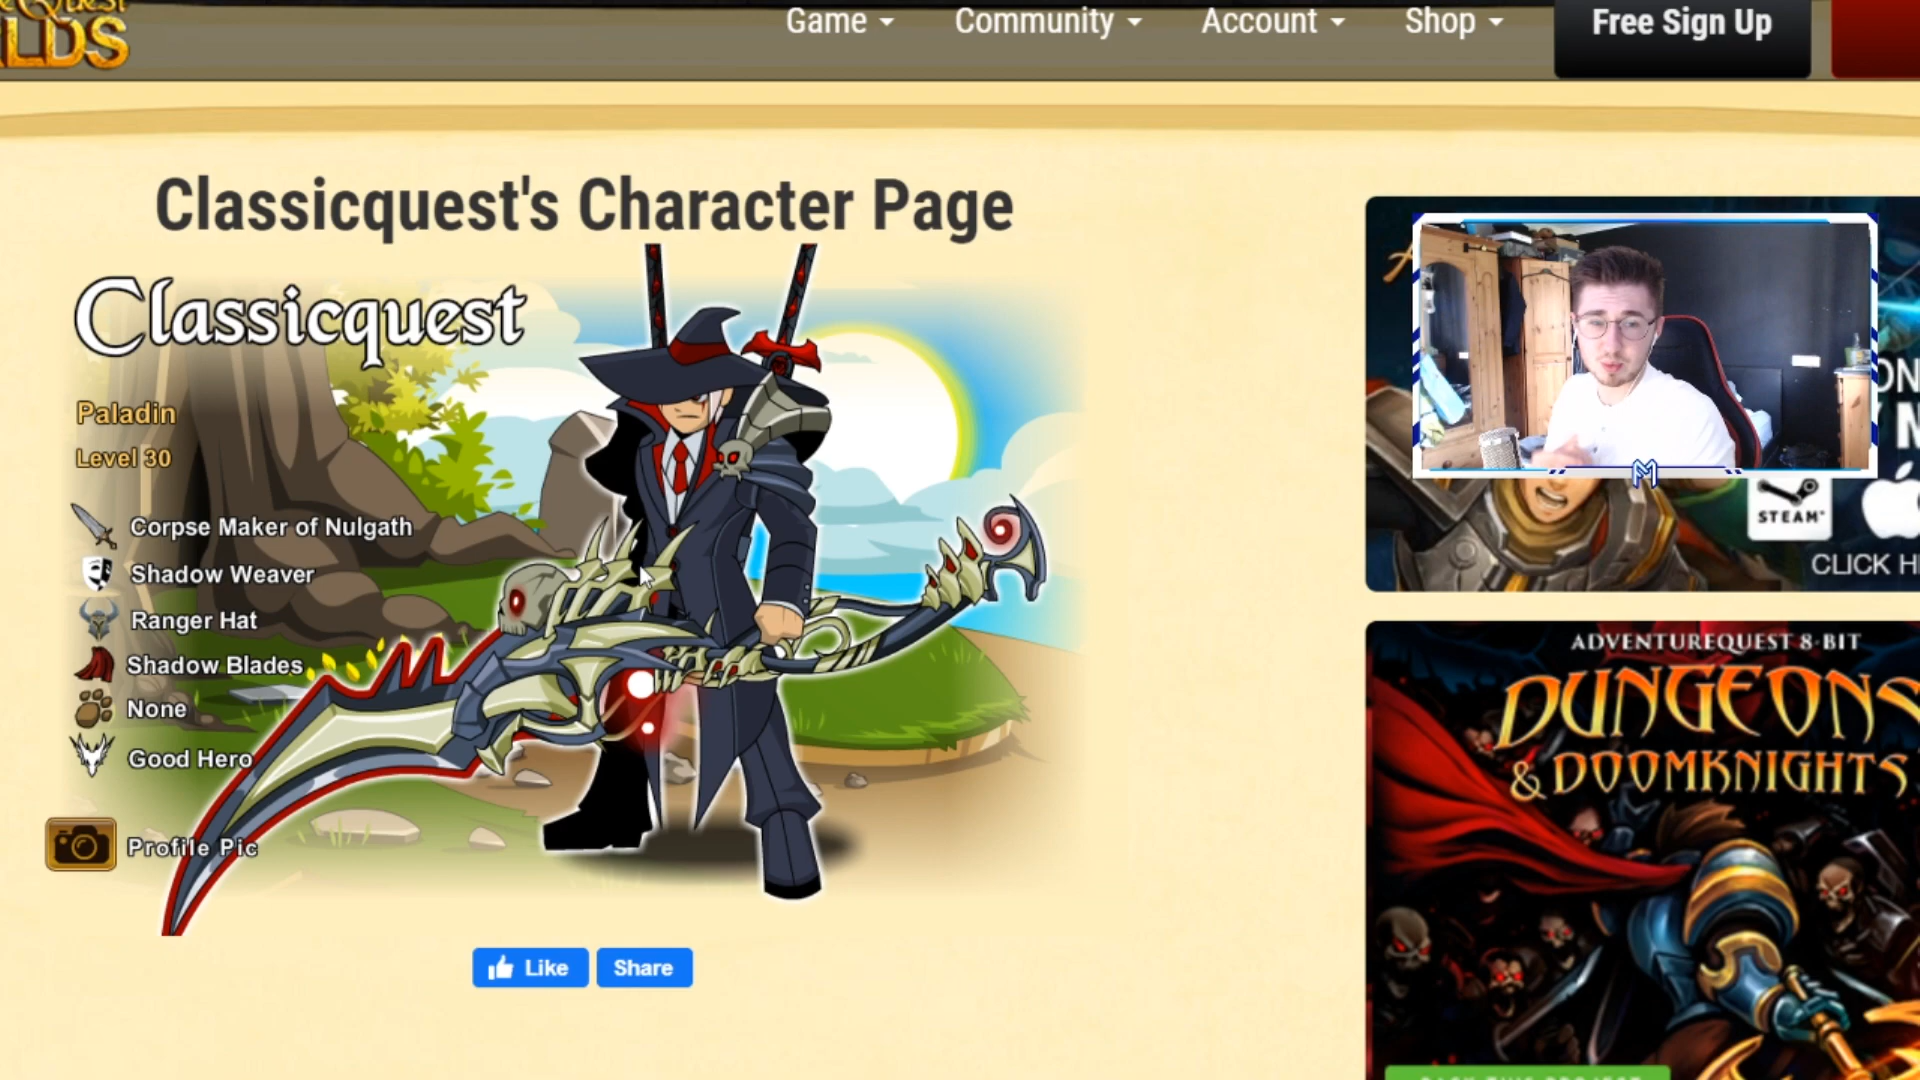 LDS
Game
Community
Account
Shop
Free Sign Up
Classicquest's Character Page
Classicquest
Paladin
Level 30
Corpse Maker of Nulgath
Shadow Weaver
Ranger Hat
Shadow Blades
None
Good Hero
Profile Pic
Like
Share
STEAM
CLICK H
ADVENTUREQUEST 8-BIT
DUNGEONS
& DOOMKNIGHTS